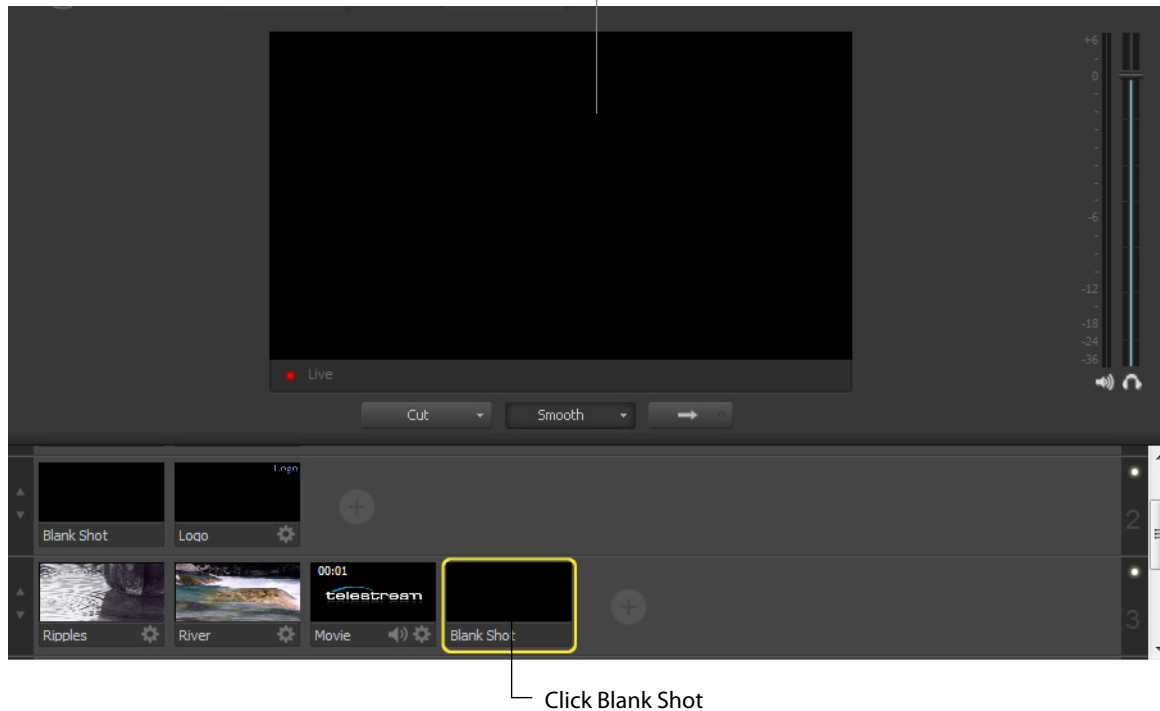 +6
0
-6
-12
-18
-24
-36
Live
Cut
Smooth
Logo
Blank Shot
Logo
2
00:01
telestream
Ripples
River
Movie
Blank Shot
3
Click Blank Shot